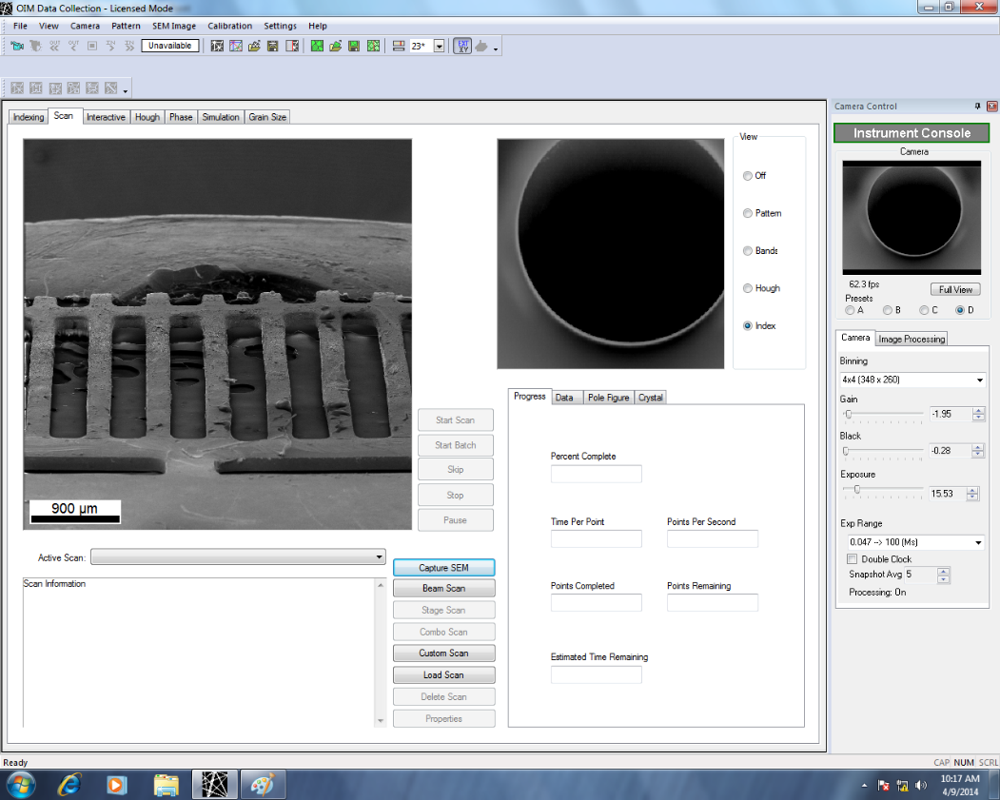 OIM Data Collection - Licensed Mode
File View Camera Pattern SEM Image Calibration Settings Help
OUT OUT IN IN Unavailable 23* EXT XY
Indexing Scan Interactive Hough Phase Simulation Grain Size
Camera Control
Instrument Console
Camera
View
Off
Pattern
Bands
Hough
Index
62.3 fps
Full View
Presets
A B C D
Camera Image Processing
Binning
4x4 (348 x 260)
Gain
-1.95
Black
-0.28
Exposure
15.53
Exp Range
0.047 --> 100 (Ms)
Double Clock
Snapshot Avg 5
Processing: On
900 µm
Start Scan
Start Batch
Skip
Stop
Pause
Progress Data Pole Figure Crystal
Percent Complete
Time Per Point Points Per Second
Points Completed Points Remaining
Estimated Time Remaining
Active Scan:
Scan Information
Capture SEM
Beam Scan
Stage Scan
Combo Scan
Custom Scan
Load Scan
Delete Scan
Properties
Ready
CAP NUM SCRL
10:17 AM
4/9/2014